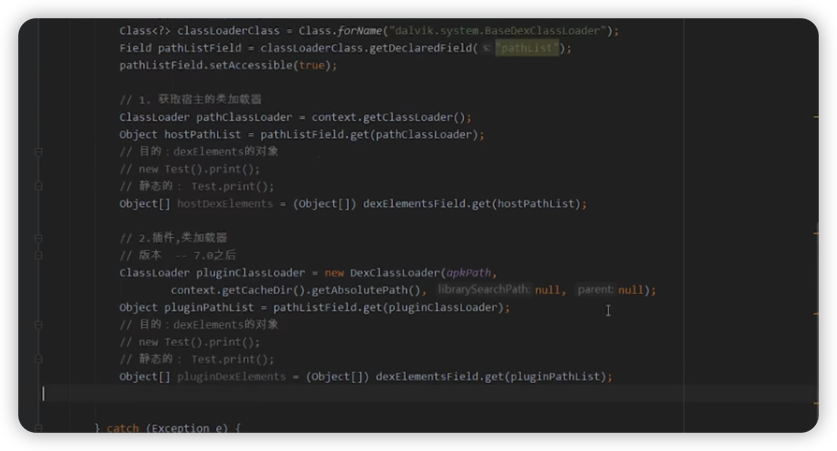 Class<?> classLoaderClass = Class.forName("dalvik.system.BaseDexClassLoader");
Field pathListField = classLoaderClass.getDeclaredField( s: "pathList");
pathListField.setAccessible(true);
// 1. 获取宿主的类加载器
ClassLoader pathClassLoader = context.getClassLoader();
Object hostPathList = pathListField.get(pathClassLoader);
// 目的：dexElements的对象
// new Test().print();
// 静态的： Test.print();
Object[] hostDexElements = (Object[]) dexElementsField.get(hostPathList);
// 2.插件,类加载器
// 版本  -- 7.0之后
ClassLoader pluginClassLoader = new DexClassLoader(apkPath,
context.getCacheDir().getAbsolutePath(), librarySearchPath: null, parent: null);
Object pluginPathList = pathListField.get(pluginClassLoader);
// 目的：dexElements的对象
// new Test().print();
// 静态的： Test.print();
Object[] pluginDexElements = (Object[]) dexElementsField.get(pluginPathList);
} catch (Exception e) {